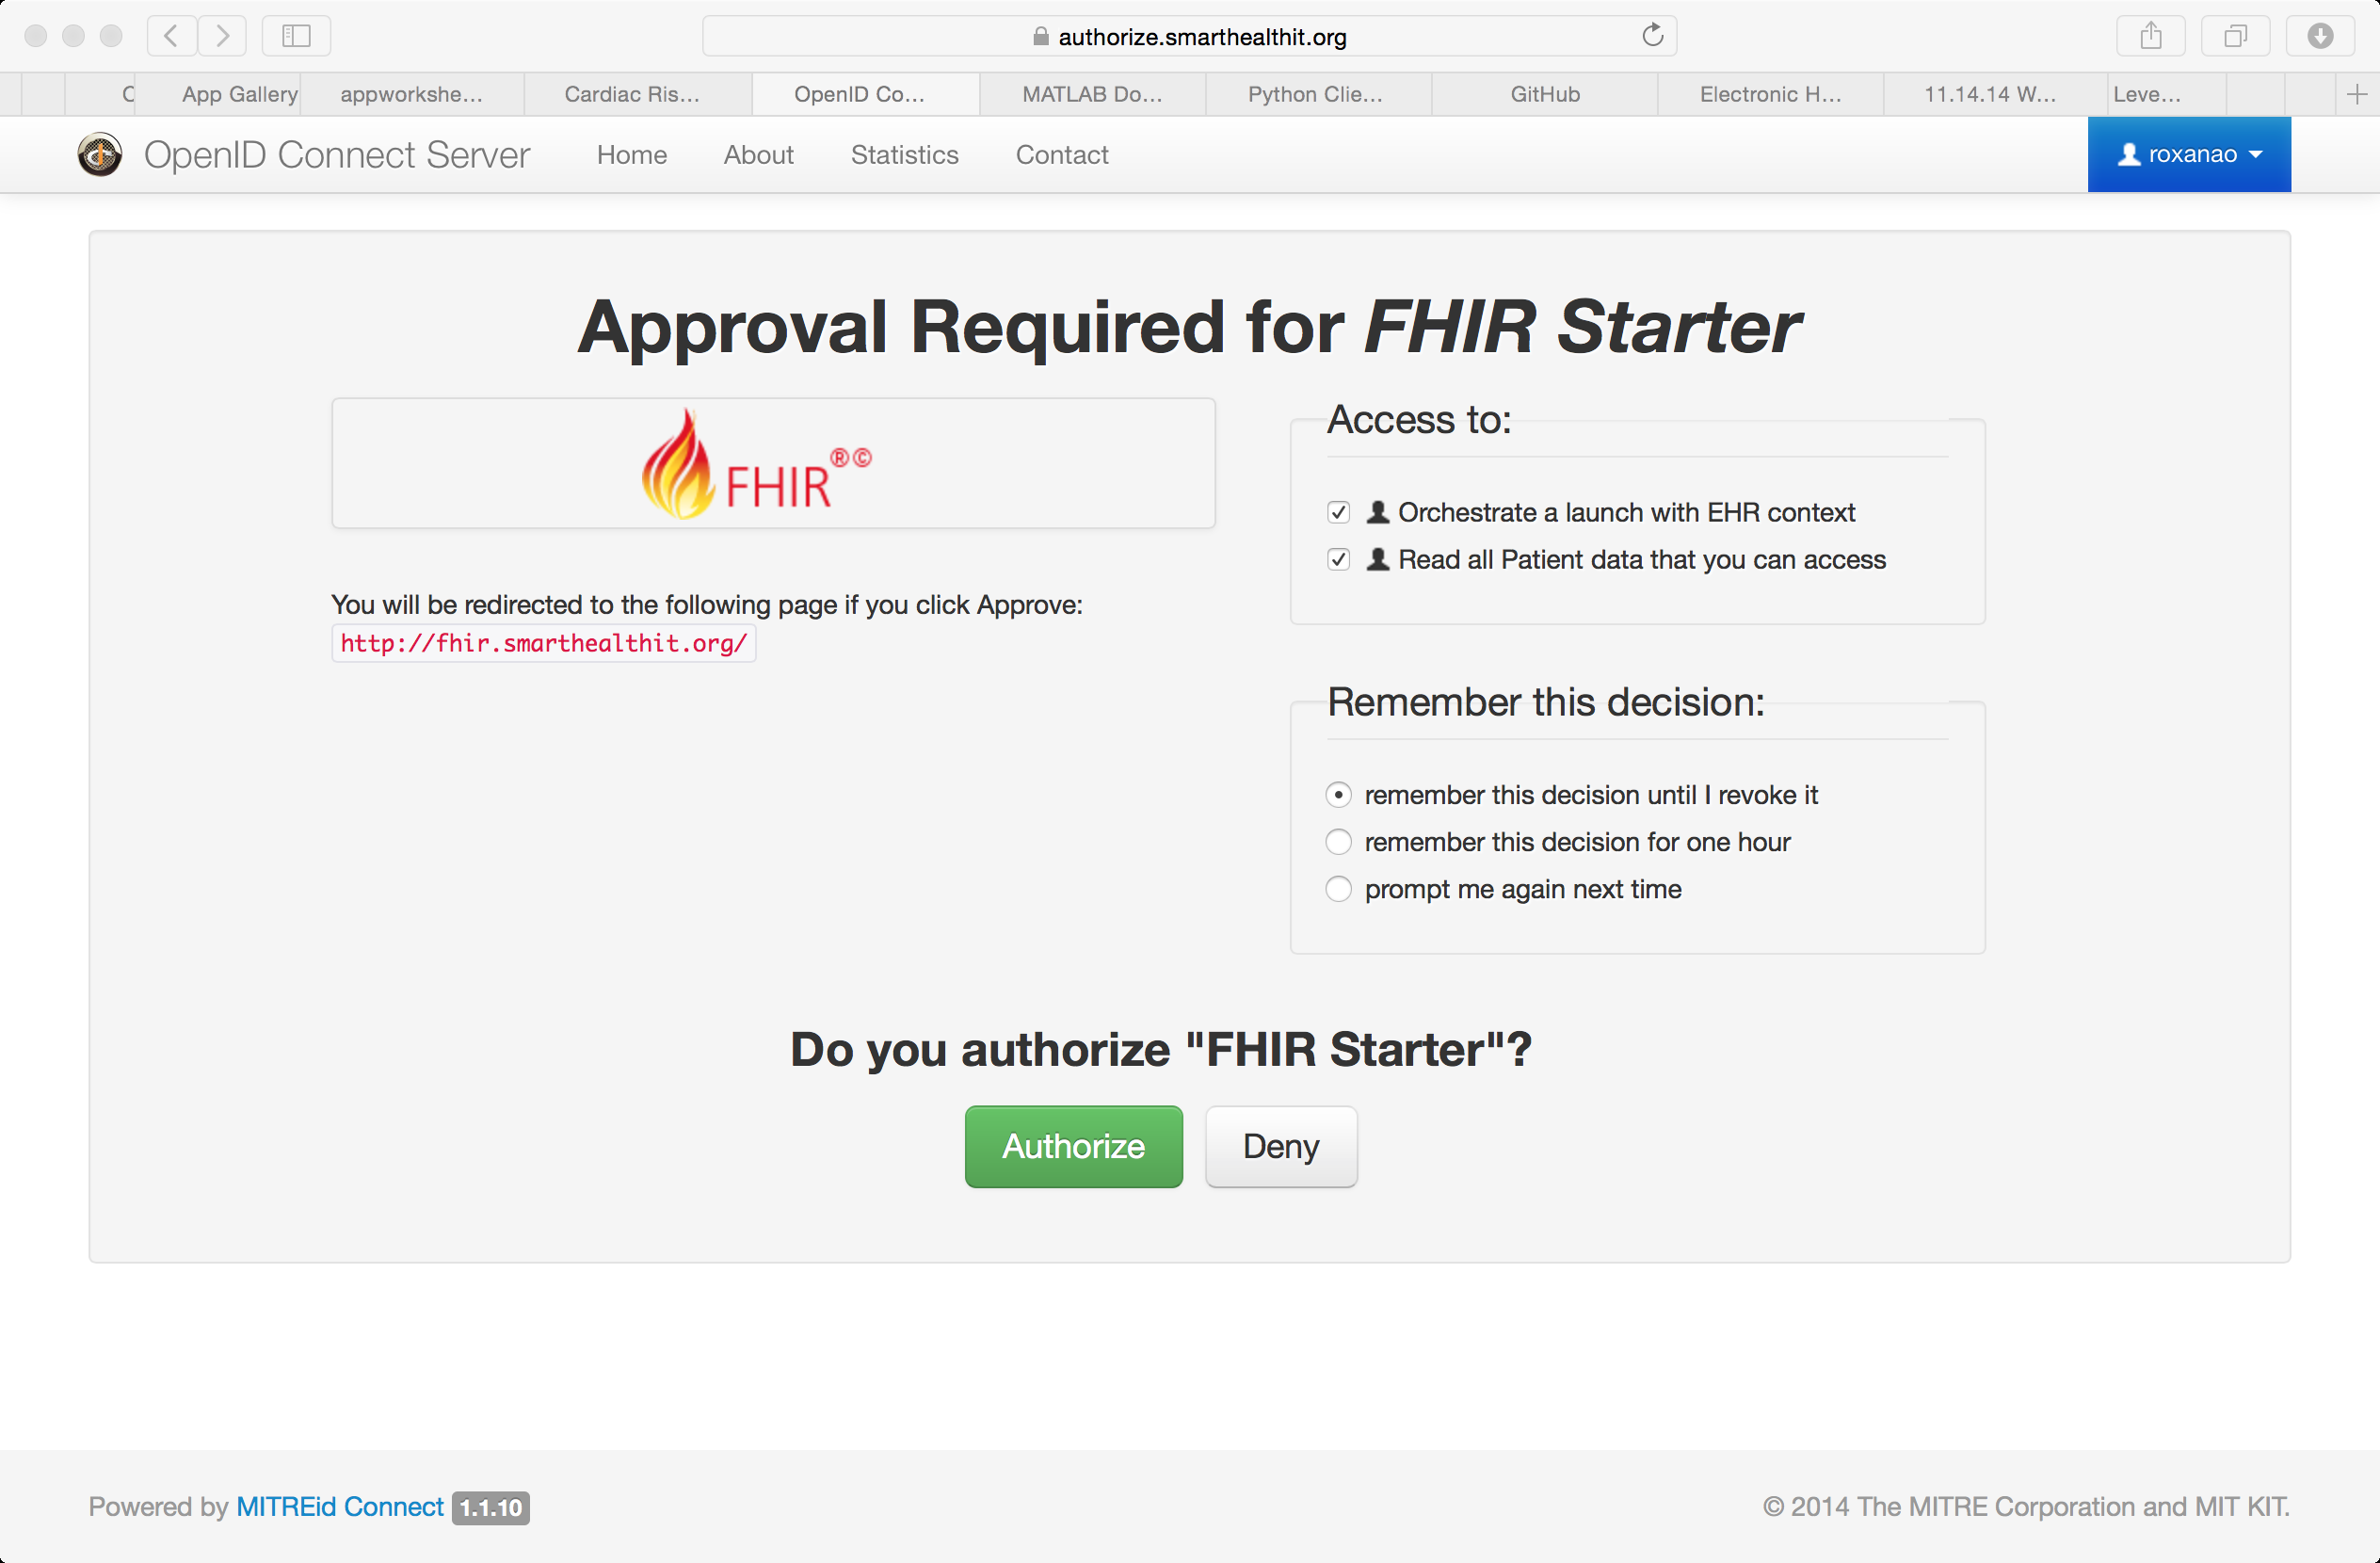 authorize.smarthealthit.org
App Gallery appworkshe... Cardiac Ris... OpenID Co... MATLAB Do... Python Clie... GitHub Electronic H... 11.14.14 W... Leve...
OpenID Connect Server Home About Statistics Contact roxanao
Approval Required for FHIR Starter
FHIR®©
You will be redirected to the following page if you click Approve:
http://fhir.smarthealthit.org/
Access to:
Orchestrate a launch with EHR context
Read all Patient data that you can access
Remember this decision:
remember this decision until I revoke it
remember this decision for one hour
prompt me again next time
Do you authorize "FHIR Starter"?
Authorize Deny
Powered by MITREid Connect 1.1.10
© 2014 The MITRE Corporation and MIT KIT.